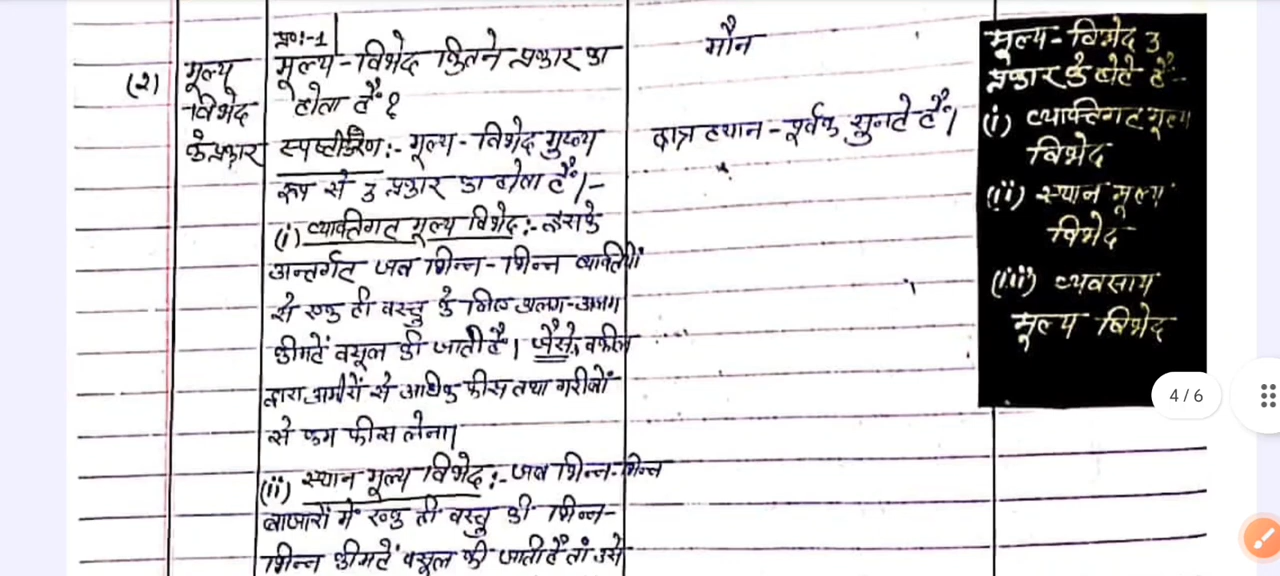 (२)
मूल्य
विभेद
के प्रकार
प्र०:-1
मूल्य-विभेद कितने प्रकार का
होता है?
स्पष्टीकरण:- मूल्य-विभेद मुख्य
रूप से 3 प्रकार का होता है।-
(i) व्यक्तिगत मूल्य विभेद:- इसके
अन्तर्गत जब भिन्न-भिन्न व्यक्तियों
से एक ही वस्तु के लिए अलग-अलग
कीमतें वसूल की जाती है। जैसे, वकील
द्वारा अमीरों से अधिक फीस तथा गरीबों
से कम फीस लेना।
(ii) स्थान मूल्य विभेद:- जब भिन्न-भिन्न
बाजारों में एक ही वस्तु की भिन्न-
भिन्न कीमतें वसूल की जाती हैं तो उसे
मौन
छात्र ध्यान-पूर्वक सुनते हैं।
मूल्य-विभेद 3
प्रकार के होते हैं-
(i) व्यक्तिगत मूल्य
विभेद
(ii) स्थान मूल्य
विभेद
(iii) व्यवसाय
मूल्य विभेद
4/6